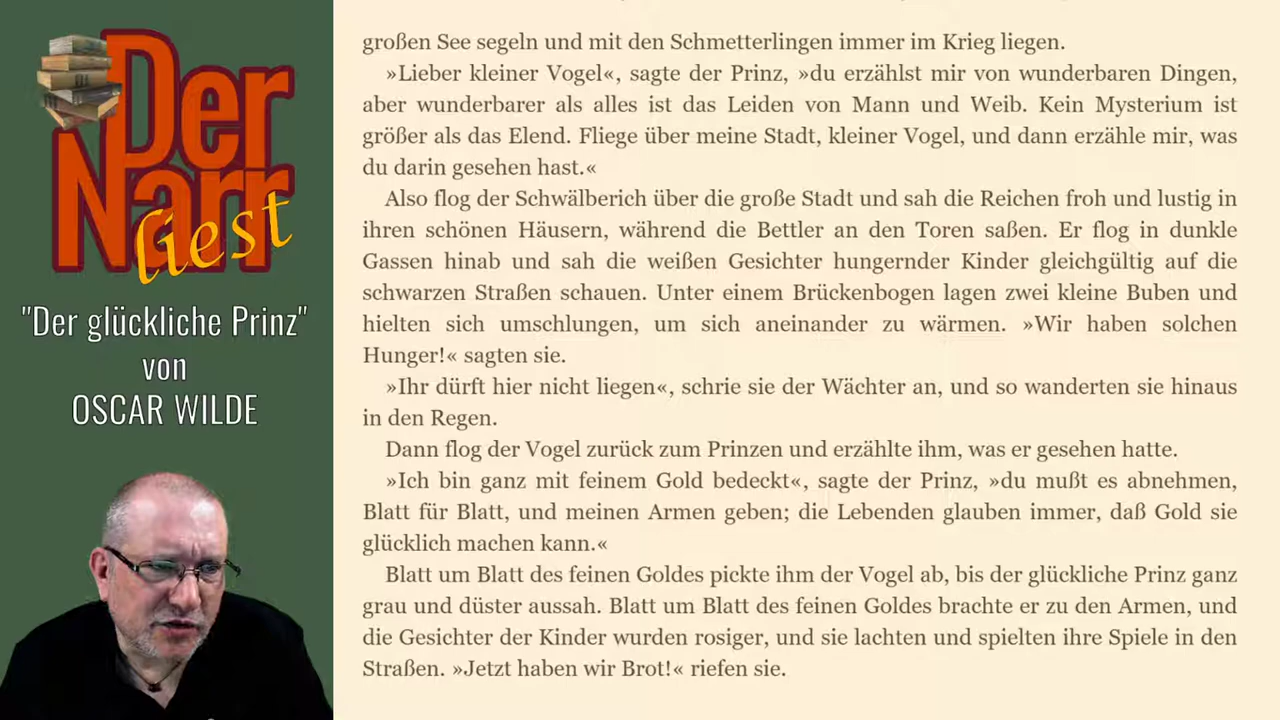 Der
Narr
liest
"Der glückliche Prinz"
von
OSCAR WILDE
großen See segeln und mit den Schmetterlingen immer im Krieg liegen.
»Lieber kleiner Vogel«, sagte der Prinz, »du erzählst mir von wunderbaren Dingen,
aber wunderbarer als alles ist das Leiden von Mann und Weib. Kein Mysterium ist
größer als das Elend. Fliege über meine Stadt, kleiner Vogel, und dann erzähle mir, was
du darin gesehen hast.«
Also flog der Schwälberich über die große Stadt und sah die Reichen froh und lustig in
ihren schönen Häusern, während die Bettler an den Toren saßen. Er flog in dunkle
Gassen hinab und sah die weißen Gesichter hungernder Kinder gleichgültig auf die
schwarzen Straßen schauen. Unter einem Brückenbogen lagen zwei kleine Buben und
hielten sich umschlungen, um sich aneinander zu wärmen. »Wir haben solchen
Hunger!« sagten sie.
»Ihr dürft hier nicht liegen«, schrie sie der Wächter an, und so wanderten sie hinaus
in den Regen.
Dann flog der Vogel zurück zum Prinzen und erzählte ihm, was er gesehen hatte.
»Ich bin ganz mit feinem Gold bedeckt«, sagte der Prinz, »du mußt es abnehmen,
Blatt für Blatt, und meinen Armen geben; die Lebenden glauben immer, daß Gold sie
glücklich machen kann.«
Blatt um Blatt des feinen Goldes pickte ihm der Vogel ab, bis der glückliche Prinz ganz
grau und düster aussah. Blatt um Blatt des feinen Goldes brachte er zu den Armen, und
die Gesichter der Kinder wurden rosiger, und sie lachten und spielten ihre Spiele in den
Straßen. »Jetzt haben wir Brot!« riefen sie.